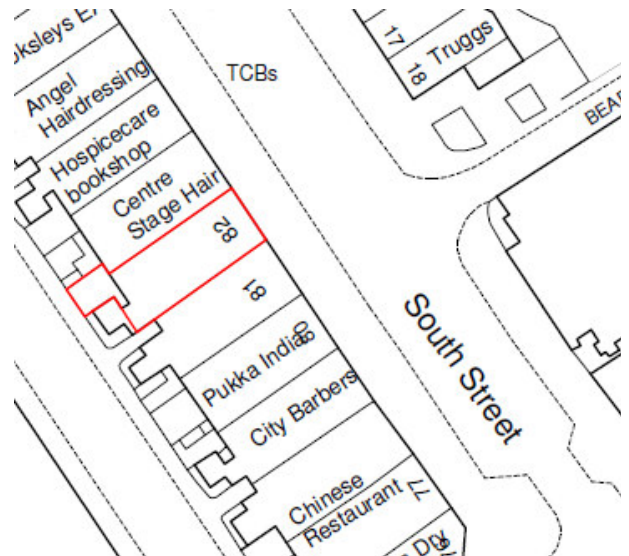 Angel
Hairdressing
Hospicecare
bookshop
Centre
Stage Hair
82
81
80
Pukka India
City Barbers
Chinese
Restaurant
77
TCBs
17
18
Truggs
South Street